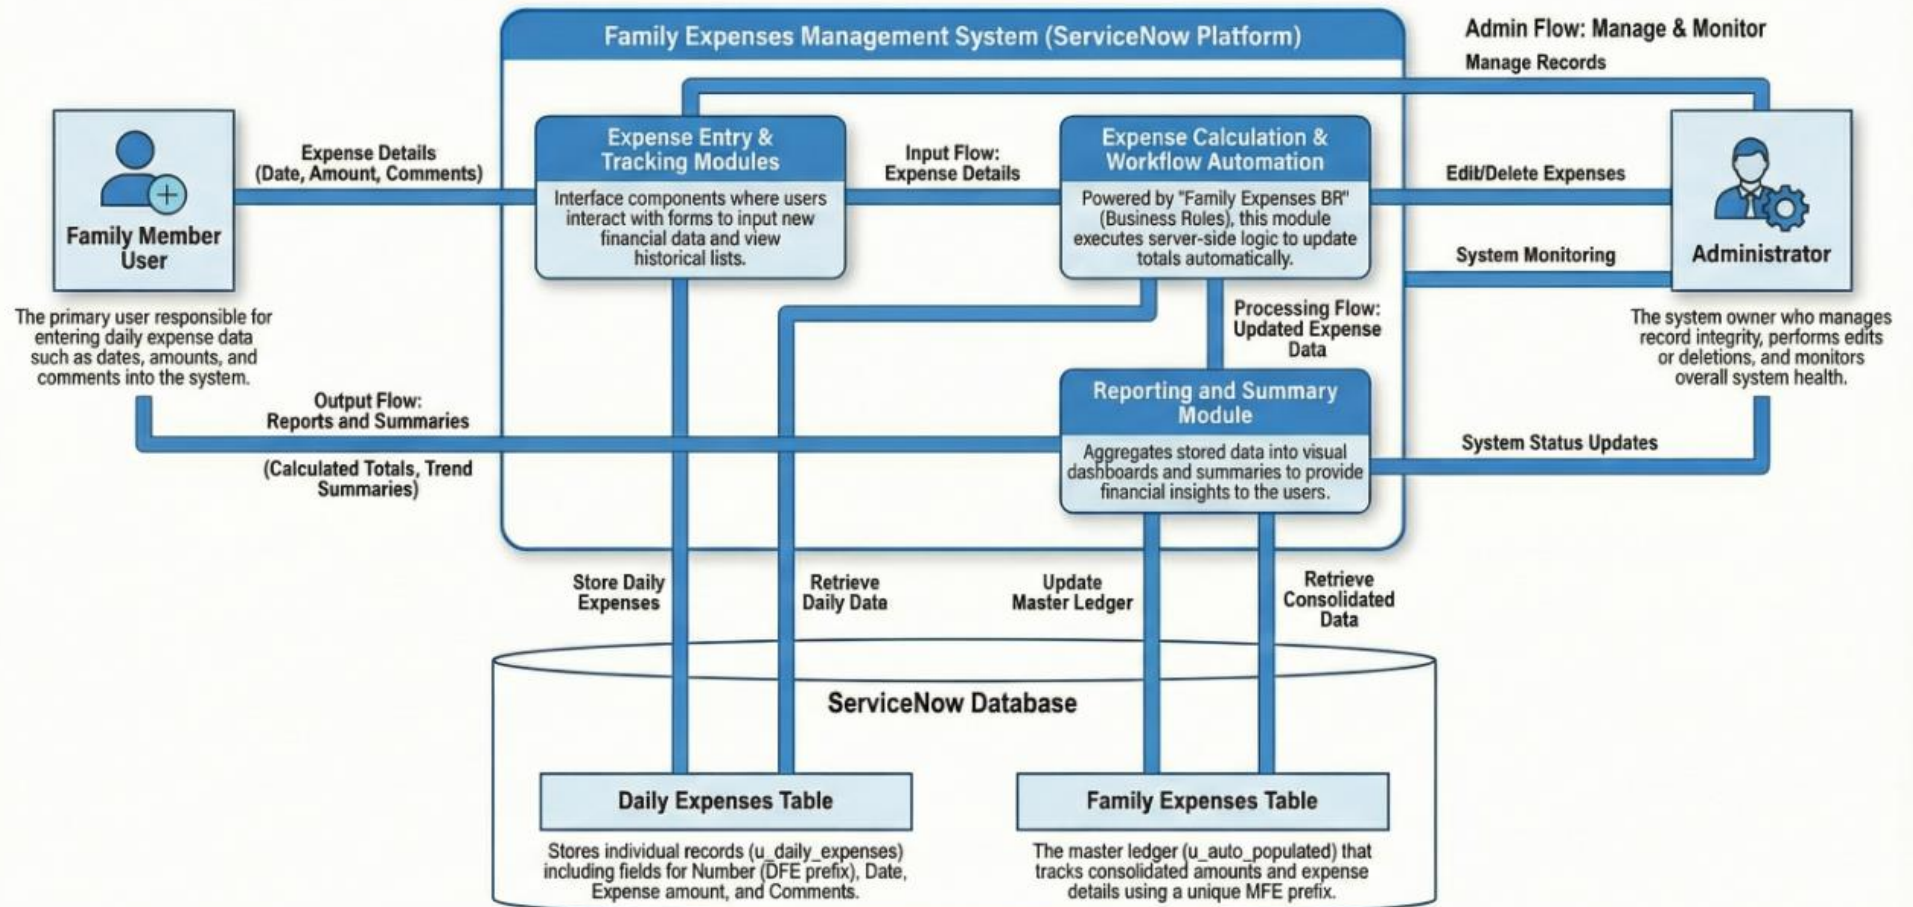 Family Expenses Management System (ServiceNow Platform)
Admin Flow: Manage & Monitor
Manage Records
Family Member
User
The primary user responsible for
entering daily expense data
such as dates, amounts, and
comments into the system.
Expense Details
(Date, Amount, Comments)
Expense Entry &
Tracking Modules
Interface components where users
interact with forms to input new
financial data and view
historical lists.
Input Flow:
Expense Details
Expense Calculation &
Workflow Automation
Powered by "Family Expenses BR"
(Business Roles), this module
executes server-side logic to update
totals automatically.
Edit/Delete Expenses
System Monitoring
Administrator
The system owner who manages
record integrity, performs edits
or deletions, and monitors
overall system health.
Processing Flow:
Updated Expense
Data
Output Flow:
Reports and Summaries
(Calculated Totals, Trend
Summaries)
Reporting and Summary
Module
Aggregates stored data into visual
dashboards and summaries to provide
financial insights to the users.
System Status Updates
Store Daily
Expenses
Retrieve
Daily Data
Update
Master Ledger
Retrieve
Consolidated
Data
ServiceNow Database
Daily Expenses Table
Stores individual records (u_daily_expenses)
including fields for Number (DFE prefix), Date,
Expense amount, and Comments.
Family Expenses Table
The master ledger (u_auto_populated) that
tracks consolidated amounts and expense
details using a unique MFE prefix.